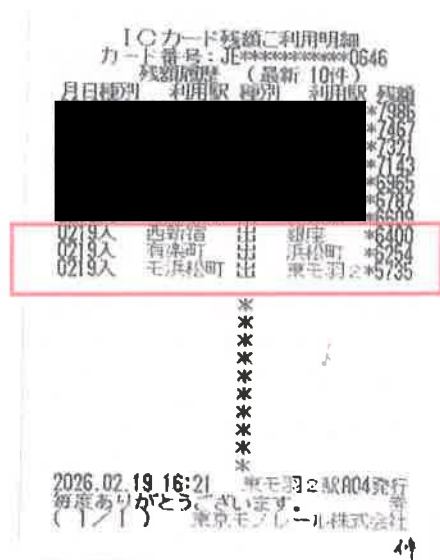 ICカード残額ご利用明細
カード番号:JE*************0646
残額履歴 (最新 10件)
月日種別 利用駅 種別 利用駅 残額
*7986
*7467
*7321
*7143
*6965
*6787
*6609
0219入 西新宿 出 銀座 *6400
0219入 有楽町 出 浜松町 *6254
0219入 モ浜松町 出 東モ羽2 *5735
*
*
*
*
*
*
*
*
*
*
2026.02.19 16:21 東モ羽2駅A04発行
毎度ありがとうございます。
(1/1) 東京モノレール株式会社